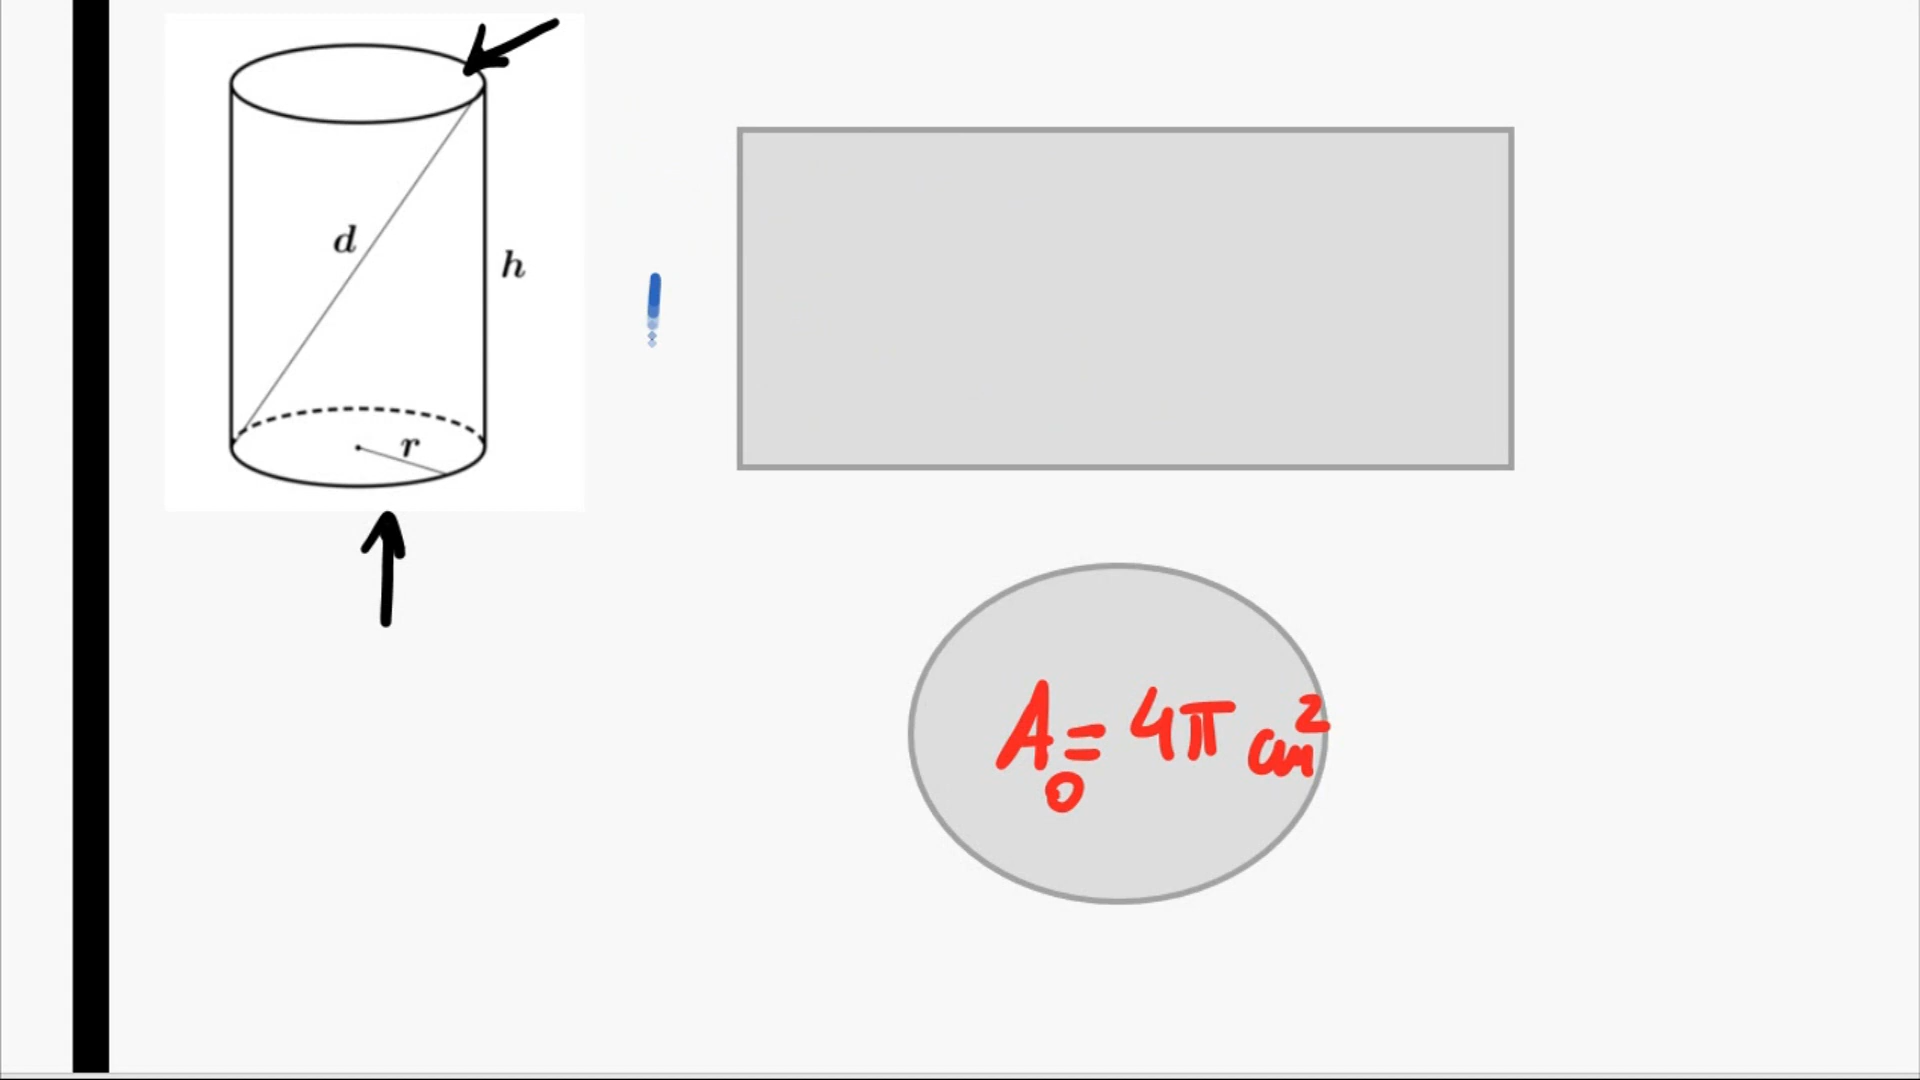 d
h
r
A₀ = 4π cm²